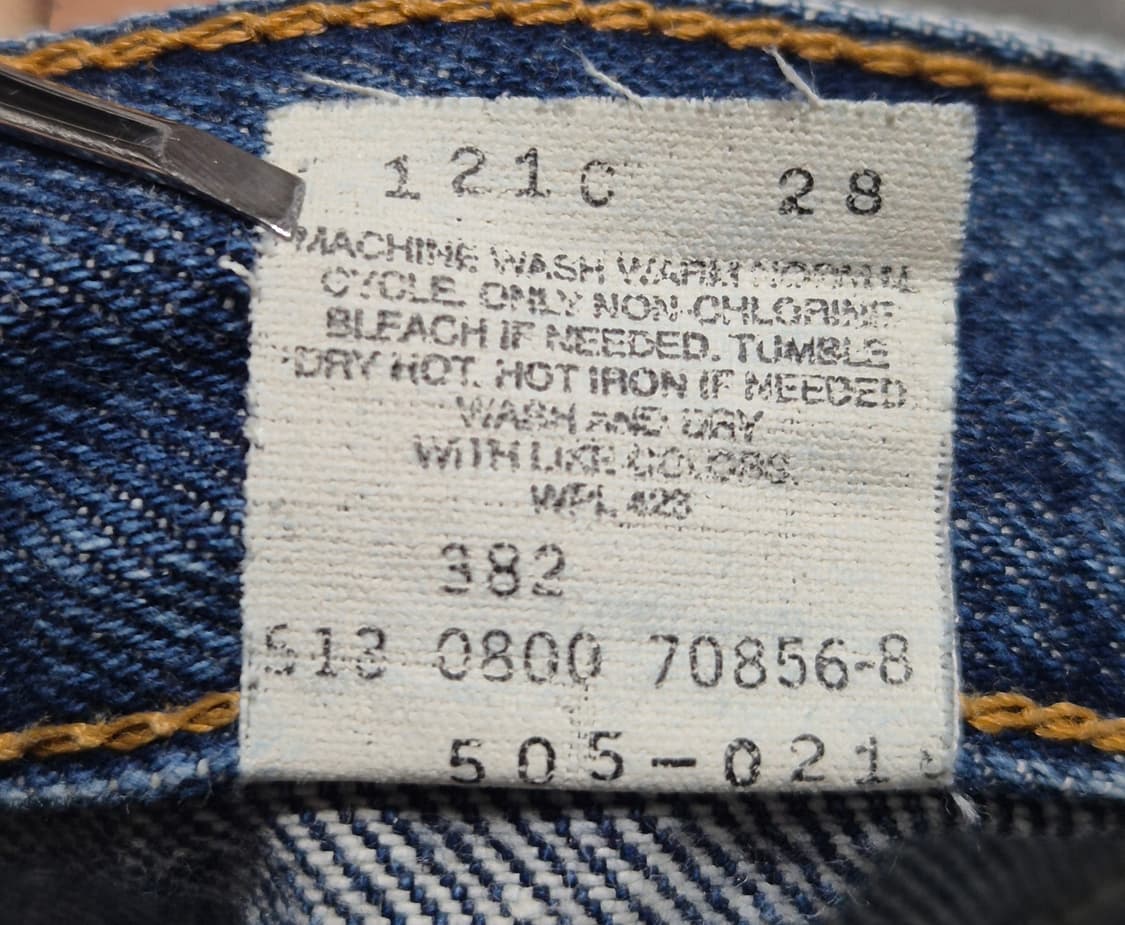 121C 28
MACHINE WASH WARM NORMAL
CYCLE. ONLY NON-CHLORINE
BLEACH IF NEEDED. TUMBLE
DRY HOT. HOT IRON IF NEEDED
WASH AND DRY
WITH LIKE COLORS.
WPL 423
382
513 0800 70856-8
505-021